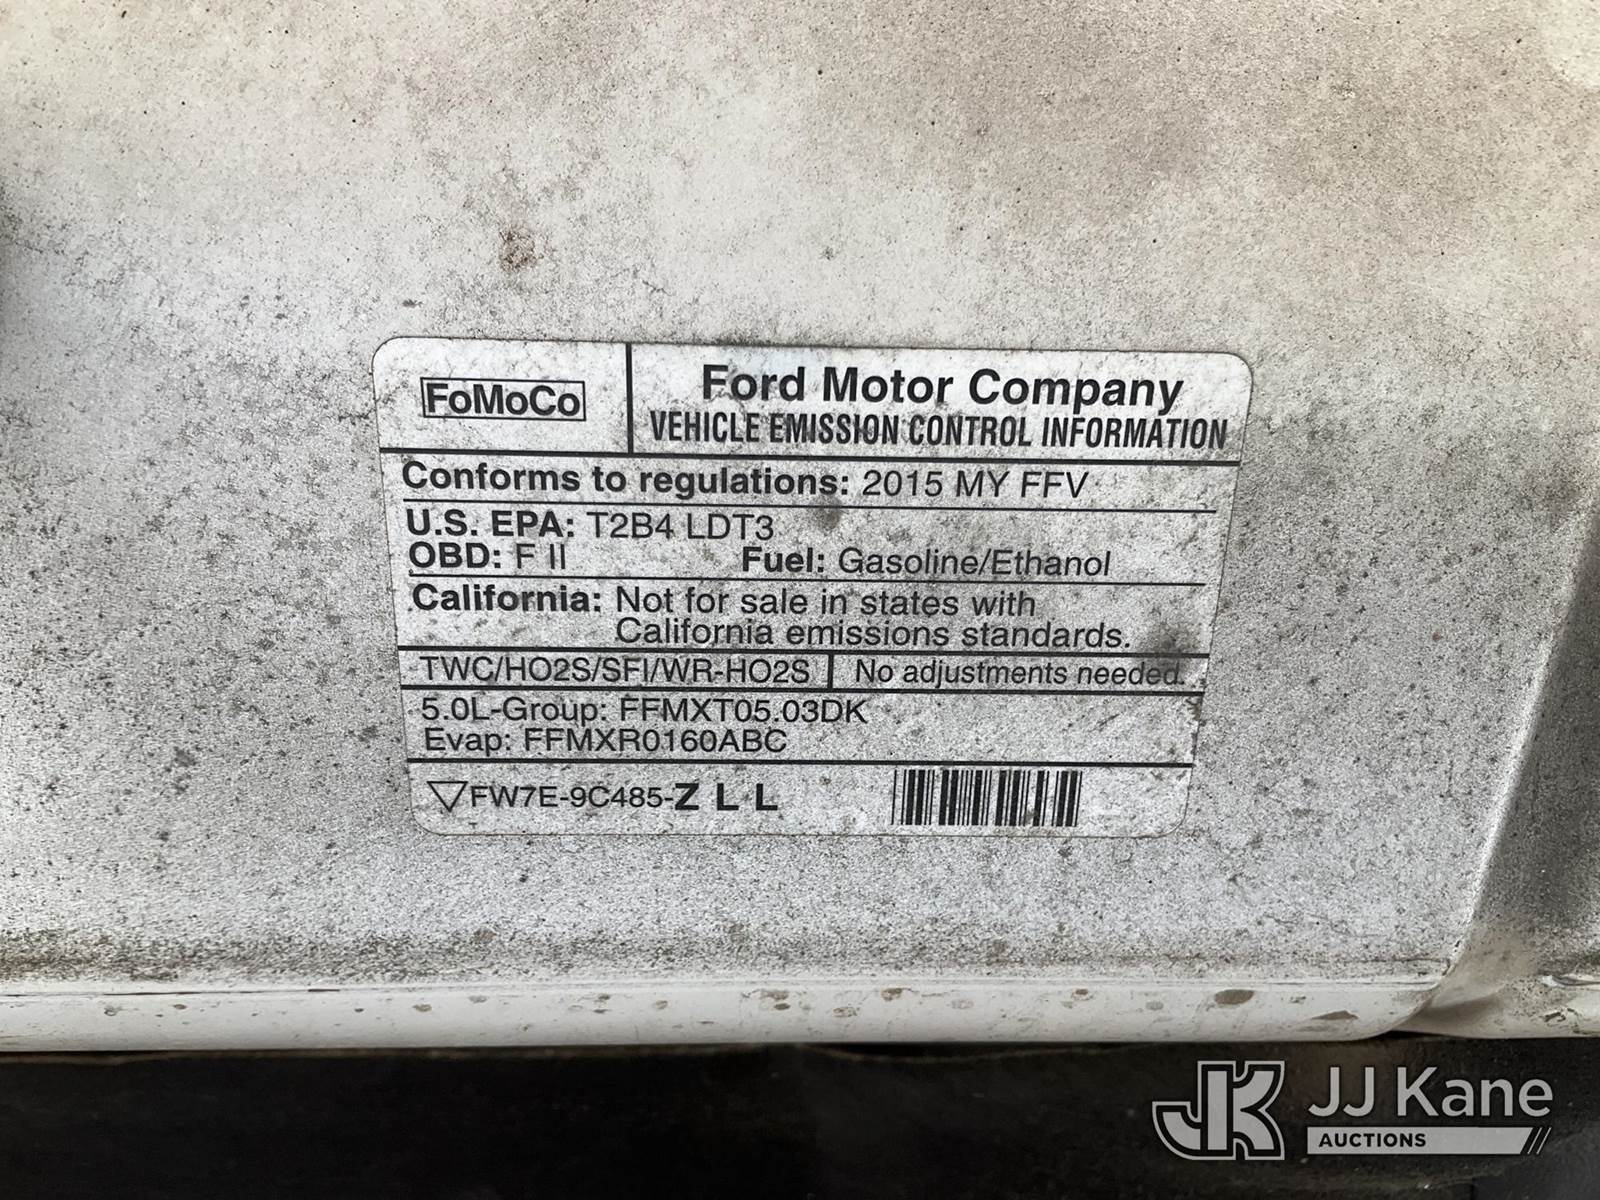 FoMoCo
Ford Motor Company
VEHICLE EMISSION CONTROL INFORMATION
Conforms to regulations: 2015 MY FFV
U.S. EPA: T2B4 LDT3
OBD: F II Fuel: Gasoline/Ethanol
California: Not for sale in states with
California emissions standards.
TWC/HO2S/SFI/WR-HO2S No adjustments needed.
5.0L-Group: FFMXT05.03DK
Evap: FFMXR0160ABC
FW7E-9C485-Z L L
JK JJ Kane
AUCTIONS